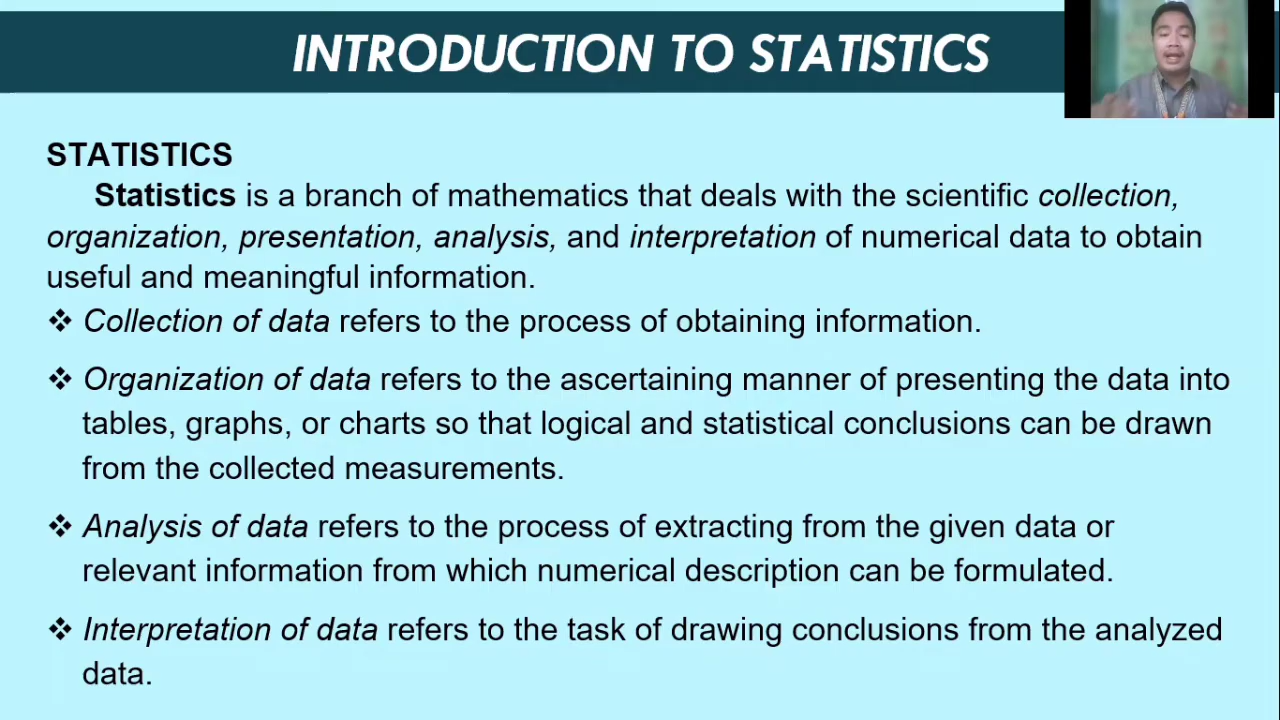 INTRODUCTION TO STATISTICS
STATISTICS
Statistics is a branch of mathematics that deals with the scientific collection,
organization, presentation, analysis, and interpretation of numerical data to obtain
useful and meaningful information.
❖ Collection of data refers to the process of obtaining information.
❖ Organization of data refers to the ascertaining manner of presenting the data into
tables, graphs, or charts so that logical and statistical conclusions can be drawn
from the collected measurements.
❖ Analysis of data refers to the process of extracting from the given data or
relevant information from which numerical description can be formulated.
❖ Interpretation of data refers to the task of drawing conclusions from the analyzed
data.